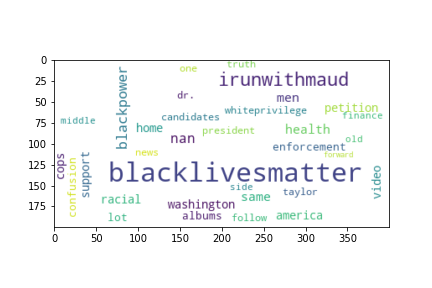 0
25
50
75
100
125
150
175
0 50 100 150 200 250 300 350
truth
one
irunwithmaud
blackpower
dr.
men
whiteprivilege
petition
finance
middle
candidates
home
president
health
nan
old
enforcement
news
forward
cops
confusion
support
blacklivesmatter
video
side
taylor
racial
same
washington
lot
albums
follow
america